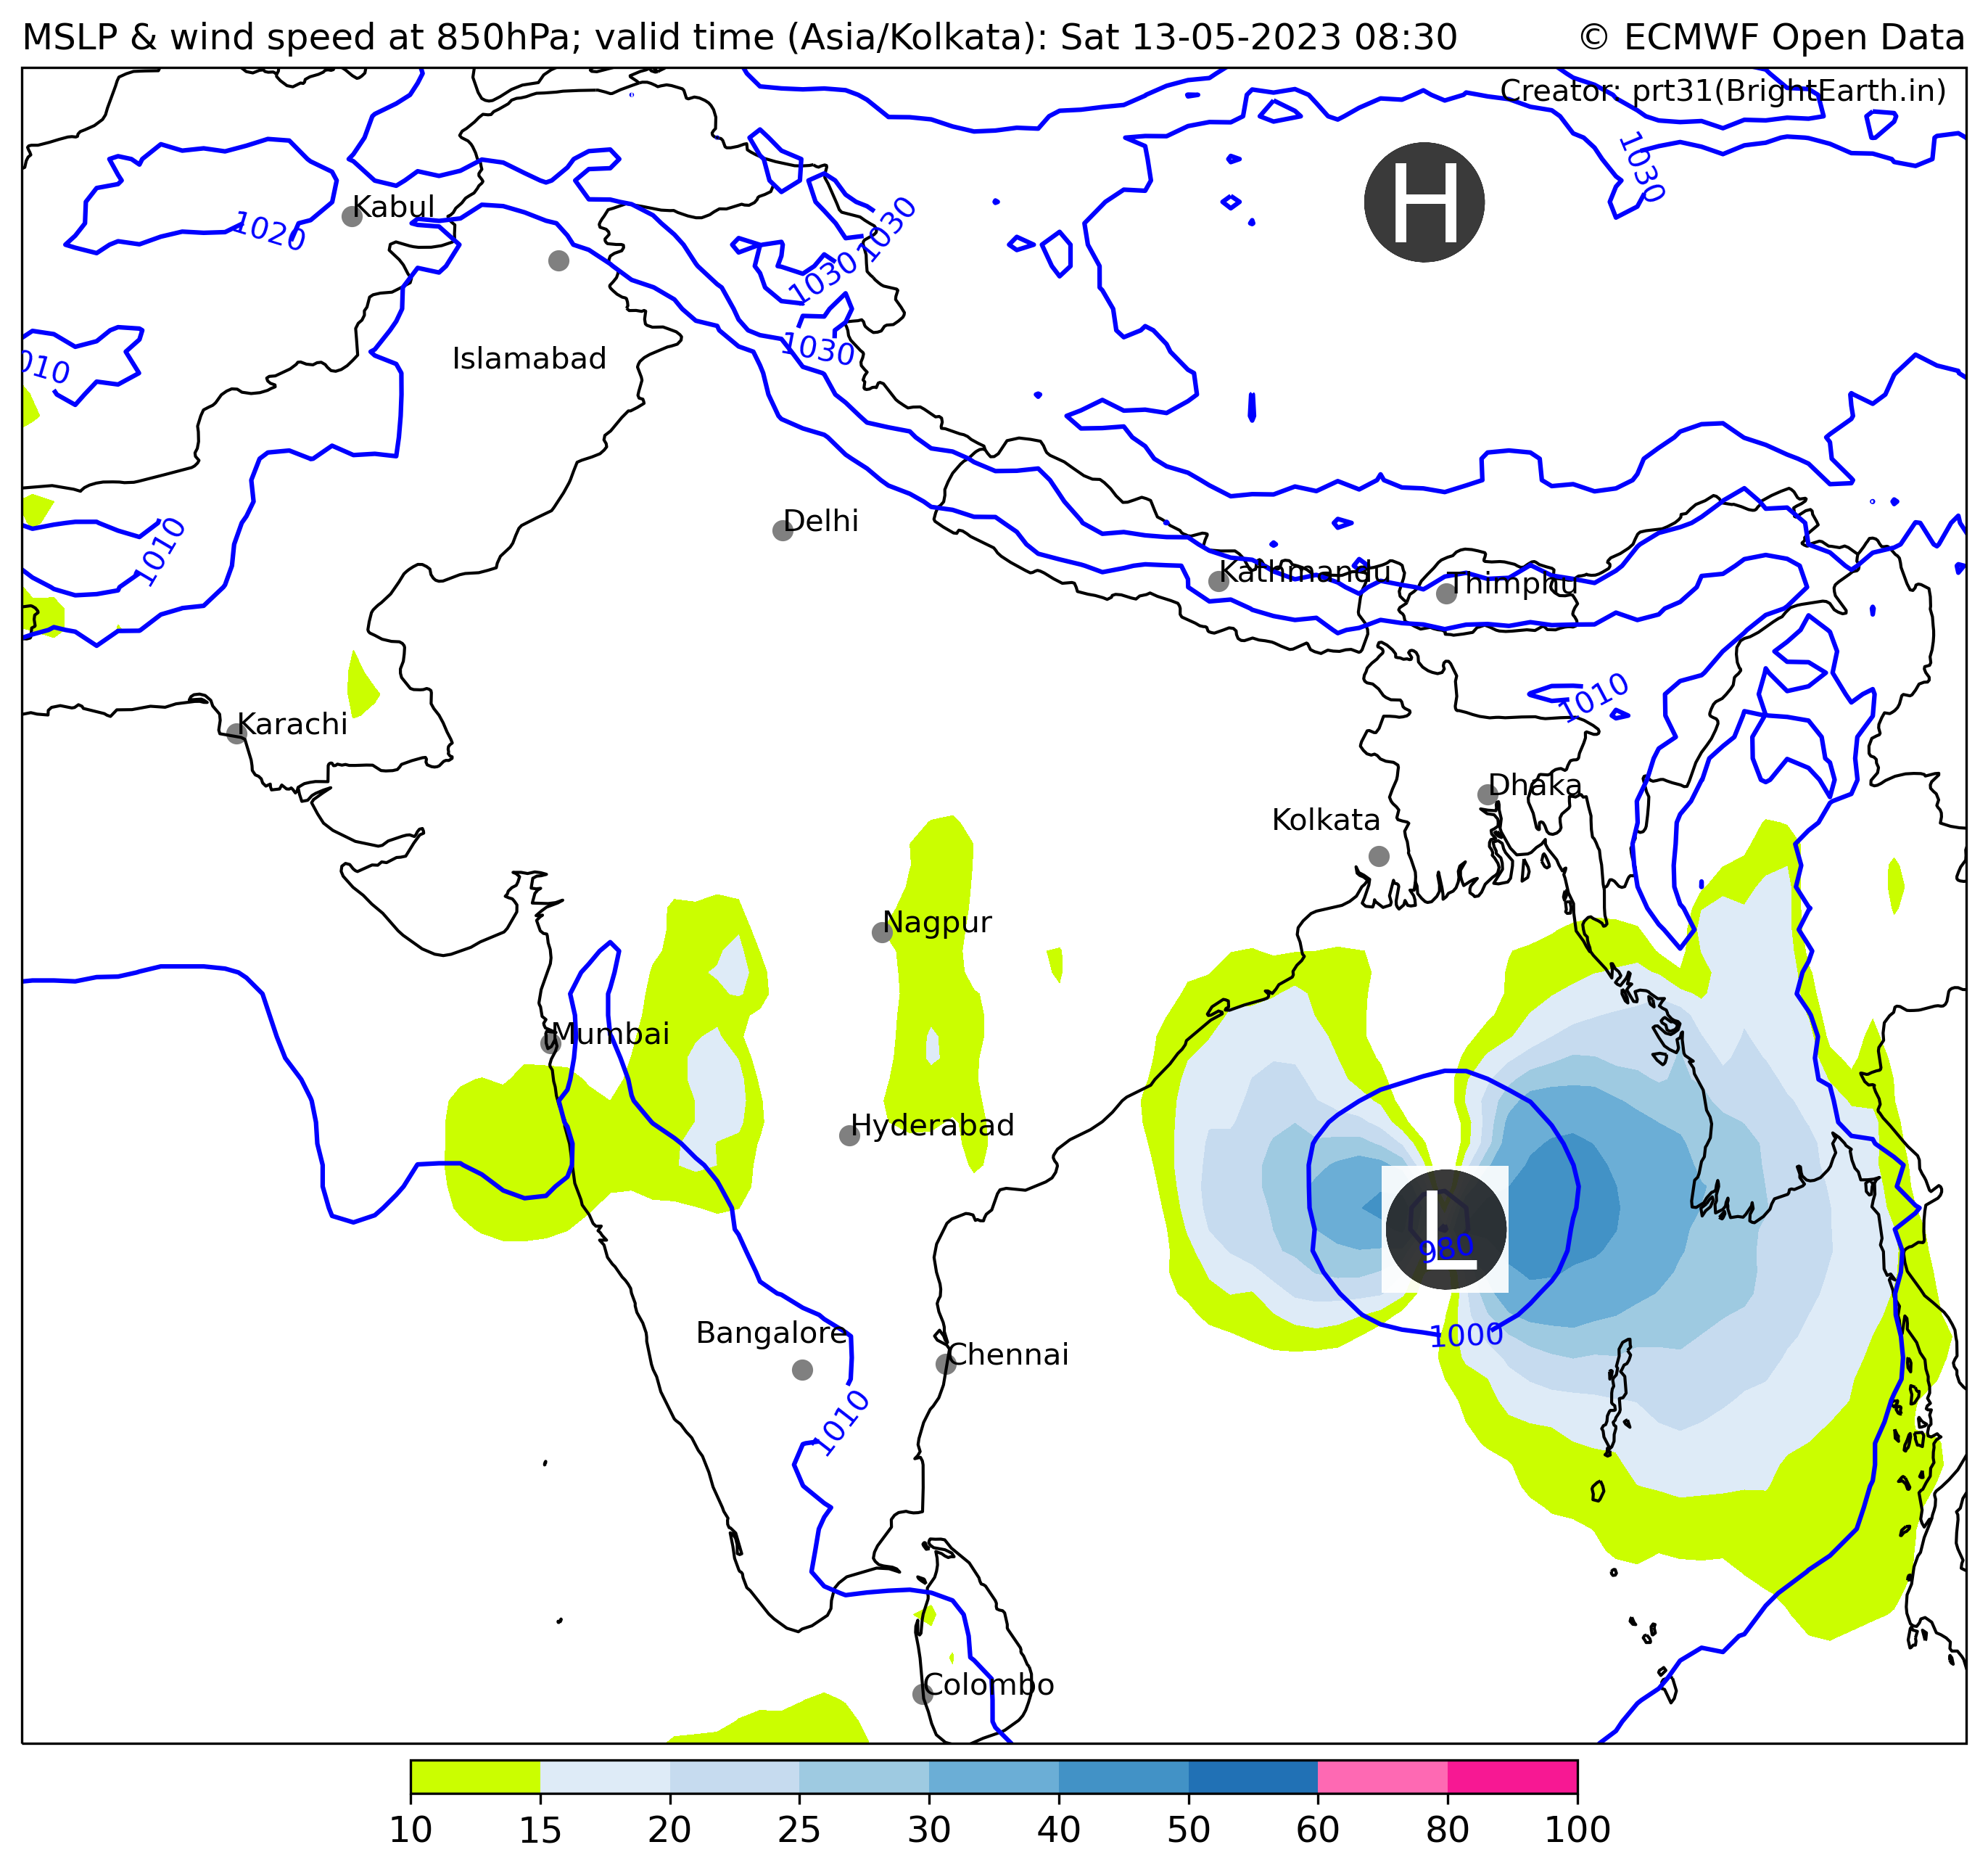 MSLP & wind speed at 850hPa; valid time (Asia/Kolkata): Sat 13-05-2023 08:30
© ECMWF Open Data
Creator: prt31(BrightEarth.in)
H
1030
Kabul
1020
1030
1030
1030
Islamabad
010
Delhi
1010
Kathmandu
Thimphu
1010
Karachi
Dhaka
Kolkata
Nagpur
Mumbai
Hyderabad
L
980
1000
Bangalore
Chennai
1010
Colombo
10 15 20 25 30 40 50 60 80 100